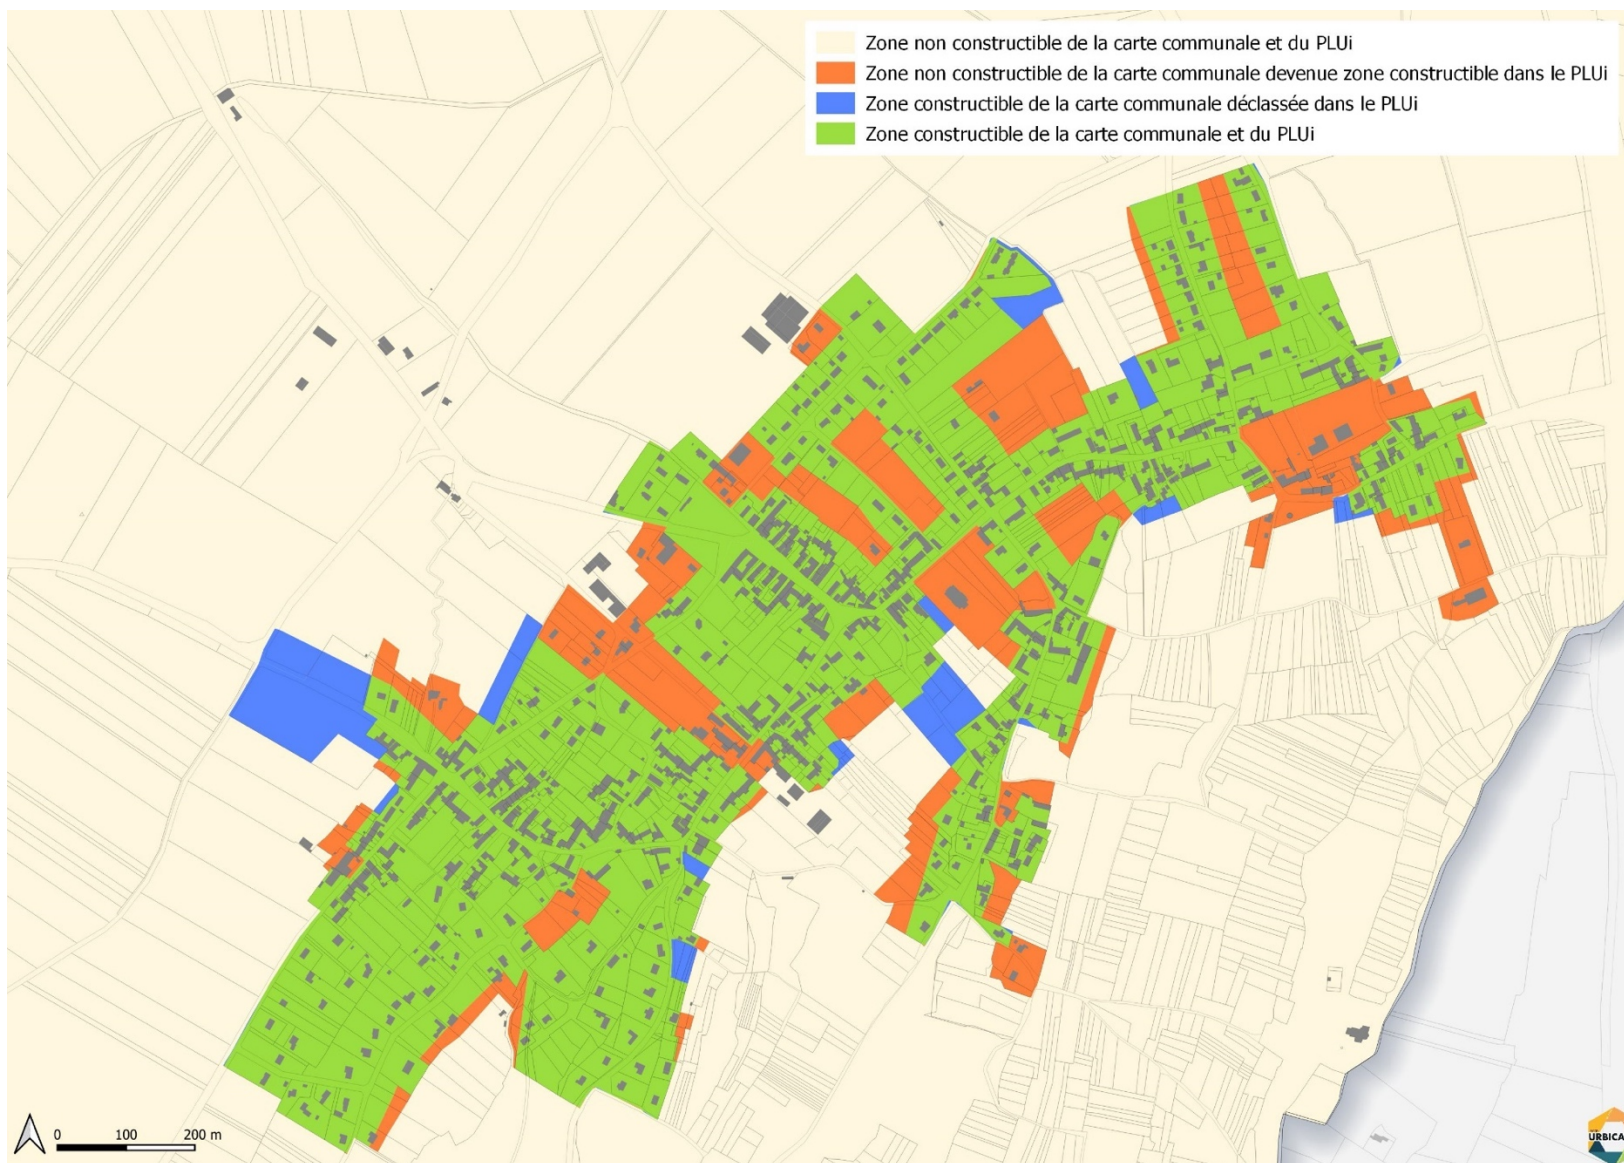 Zone non constructible de la carte communale et du PLUi
Zone non constructible de la carte communale devenue zone constructible dans le PLUi
Zone constructible de la carte communale déclassée dans le PLUi
Zone constructible de la carte communale et du PLUi
0 100 200 m
URBICA